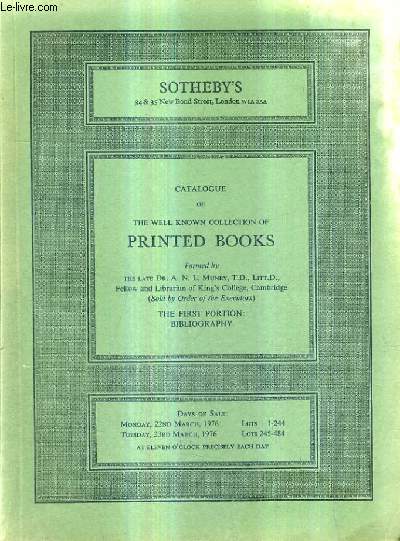 Le-livre.com
SOTHEBY'S
34 & 35 New Bond Street, London W1A 2AA
CATALOGUE
OF
THE WELL KNOWN COLLECTION OF
PRINTED BOOKS
Formed by
THE LATE DR. A. N. L. MUNBY, T.D., LITT.D.,
Fellow and Librarian of King's College, Cambridge
(Sold by Order of the Executors)
THE FIRST PORTION:
BIBLIOGRAPHY
DAYS OF SALE:
MONDAY, 22ND MARCH, 1976 LOTS 1-244
TUESDAY, 23RD MARCH, 1976 LOTS 245-484
AT ELEVEN O'CLOCK PRECISELY EACH DAY